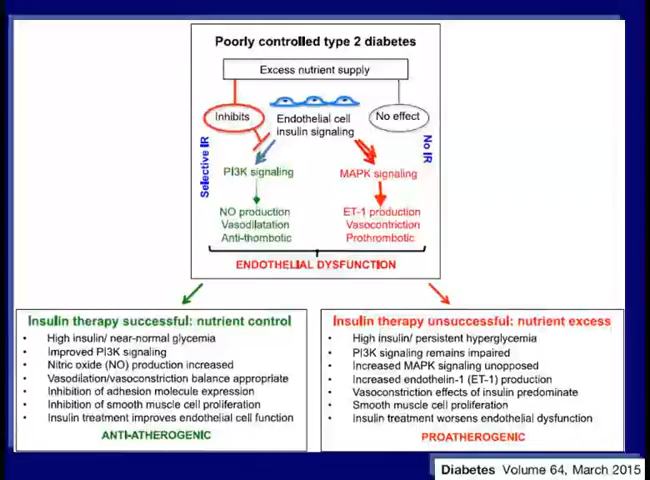 Poorly controlled type 2 diabetes
Excess nutrient supply
Inhibits
Endothelial cell
insulin signaling
No effect
Selective IR
No IR
PI3K signaling
MAPK signaling
NO production
Vasodilatation
Anti-thombotic
ET-1 production
Vasocontriction
Prothrombotic
ENDOTHELIAL DYSFUNCTION
Insulin therapy successful: nutrient control
• High insulin/ near-normal glycemia
• Improved PI3K signaling
• Nitric oxide (NO) production increased
• Vasodilation/vasoconstriction balance appropriate
• Inhibition of adhesion molecule expression
• Inhibition of smooth muscle cell proliferation
• Insulin treatment improves endothelial cell function
ANTI-ATHEROGENIC
Insulin therapy unsuccessful: nutrient excess
• High insulin/ persistent hyperglycemia
• PI3K signaling remains impaired
• Increased MAPK signaling unopposed
• Increased endothelin-1 (ET-1) production
• Vasoconstriction effects of insulin predominate
• Smooth muscle cell proliferation
• Insulin treatment worsens endothelial dysfunction
PROATHEROGENIC
Diabetes Volume 64, March 2015